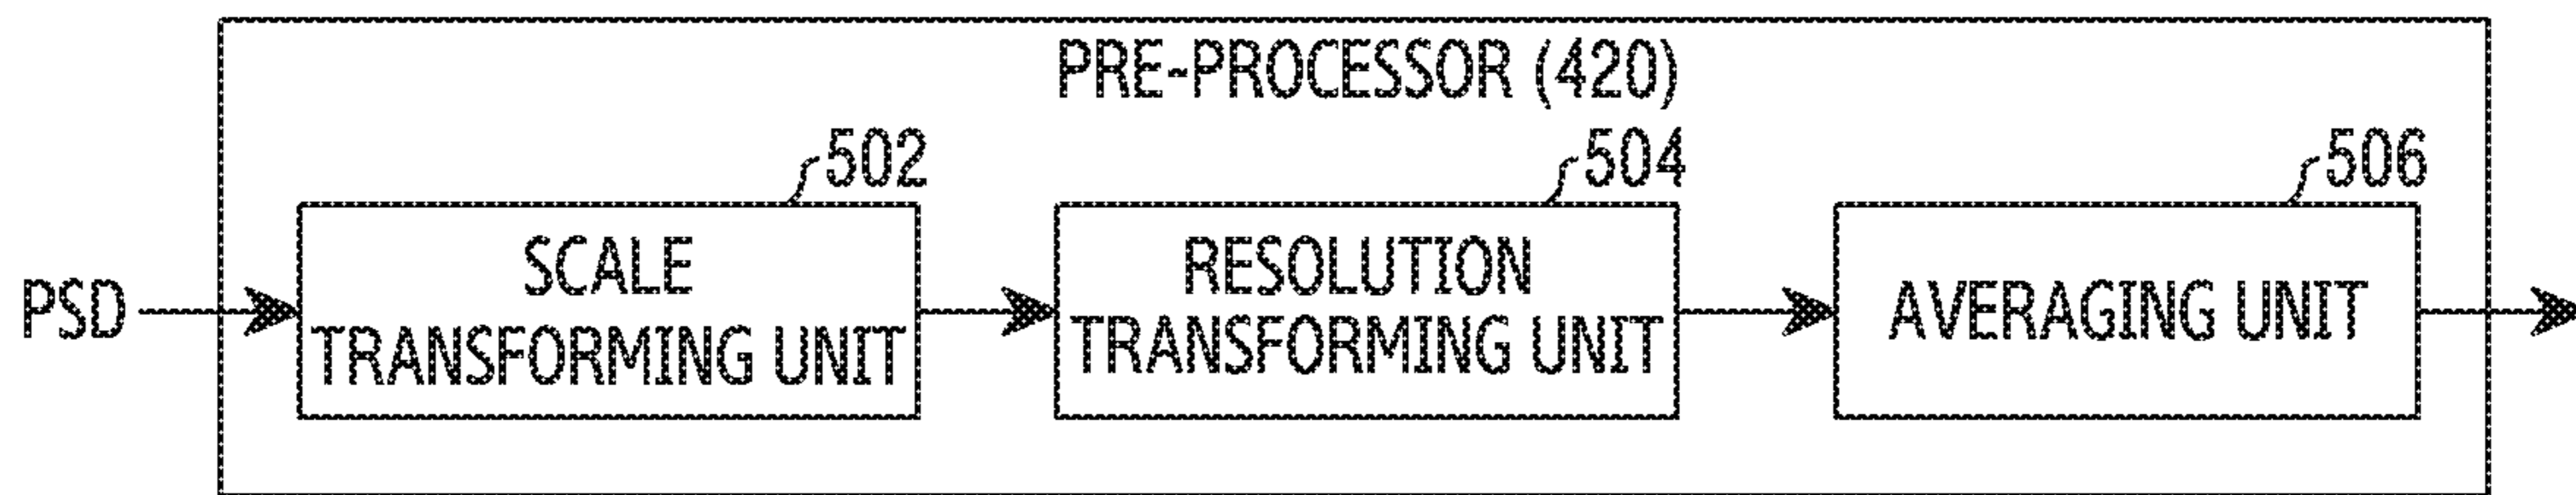 PRE-PROCESSOR (420)
502
504
506
PSD
SCALE
TRANSFORMING UNIT
RESOLUTION
TRANSFORMING UNIT
AVERAGING UNIT